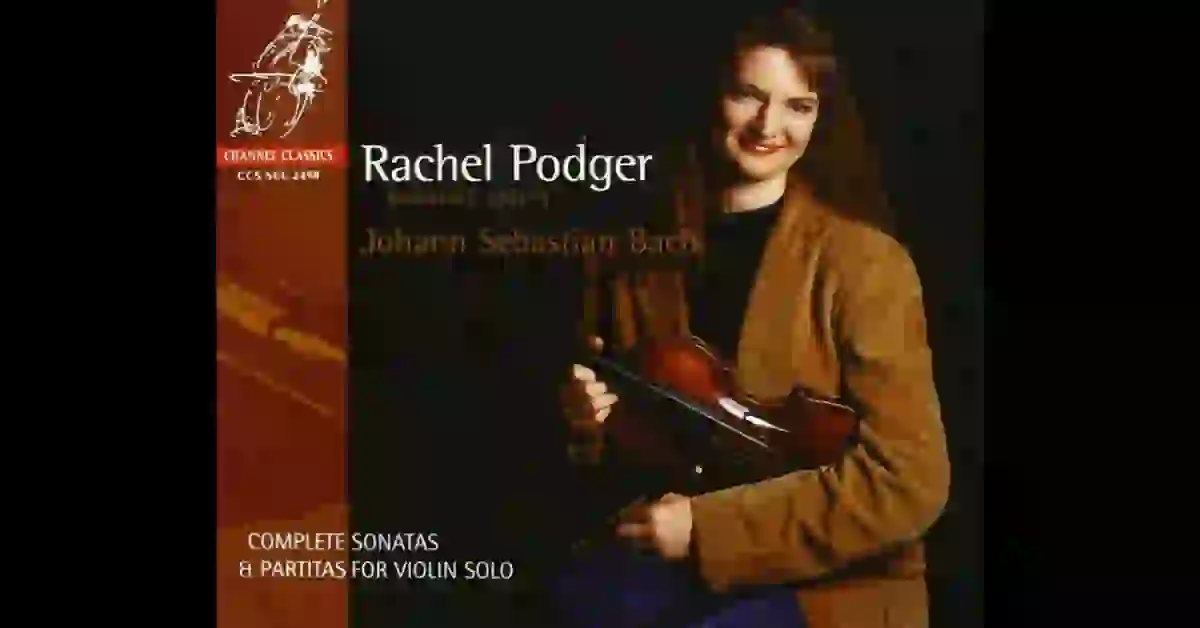 CHANNEL CLASSICS
Rachel Podger
Johann Sebastian Bach
COMPLETE SONATAS
& PARTITAS FOR VIOLIN SOLO